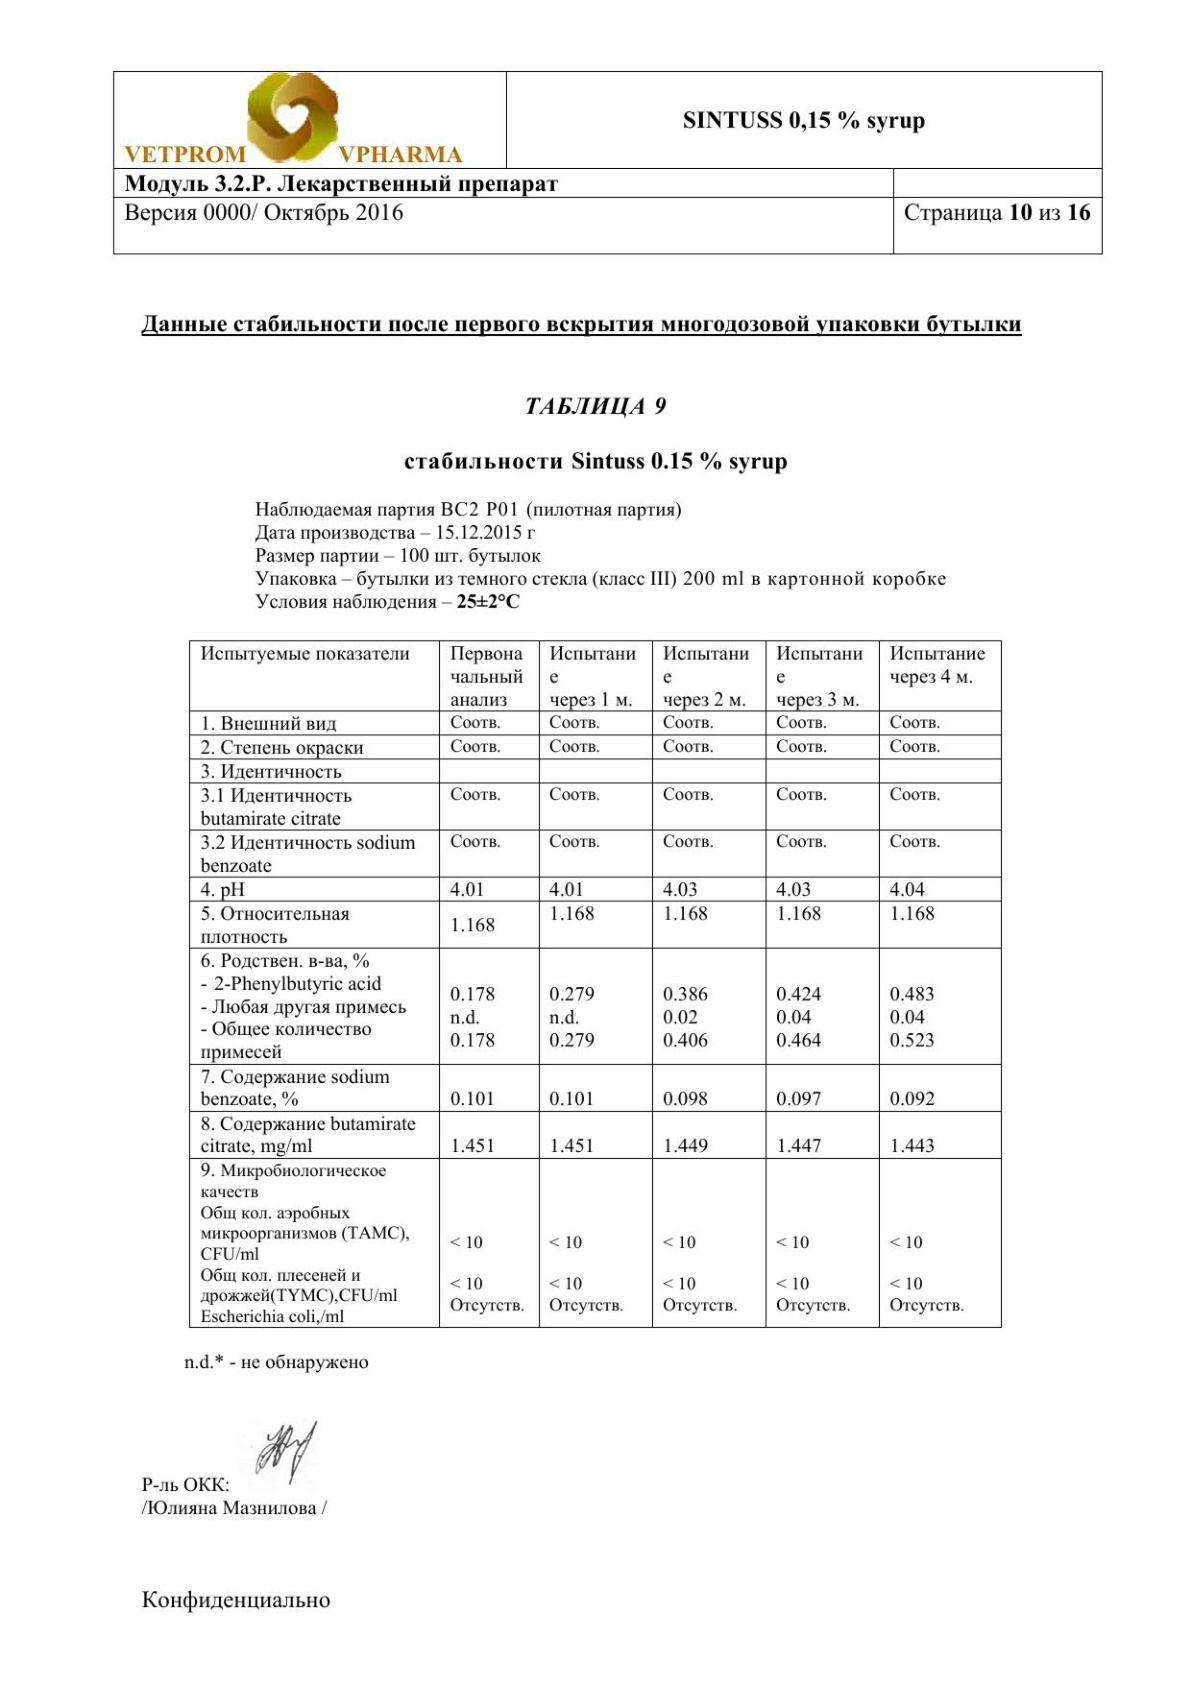 VETPROM VPHARMA
SINTUSS 0,15 % syrup
Модуль 3.2.Р. Лекарственный препарат
Версия 0000/ Октябрь 2016
Страница 10 из 16
Данные стабильности после первого вскрытия многодозовой упаковки бутылки
ТАБЛИЦА 9
стабильности Sintuss 0.15 % syrup
Наблюдаемая партия BC2 P01 (пилотная партия)
Дата производства – 15.12.2015 г
Размер партии – 100 шт. бутылок
Упаковка – бутылки из темного стекла (класс III) 200 ml в картонной коробке
Условия наблюдения – 25±2°C
Испытуемые показатели
Первона
чальный
анализ
Испытани
е
через 1 м.
Испытани
е
через 2 м.
Испытани
е
через 3 м.
Испытание
через 4 м.
1. Внешний вид Соотв. Соотв. Соотв. Соотв. Соотв.
2. Степень окраски Соотв. Соотв. Соотв. Соотв. Соотв.
3. Идентичность
3.1 Идентичность Соотв. Соотв. Соотв. Соотв. Соотв.
butamirate citrate
3.2 Идентичность sodium Соотв. Соотв. Соотв. Соотв. Соотв.
benzoate
4. pH 4.01 4.01 4.03 4.03 4.04
5. Относительная
плотность
1.168 1.168 1.168 1.168 1.168
6. Родствен. в-ва, %
- 2-Phenylbutyric acid
- Любая другая примесь
- Общее количество
примесей
0.178 0.279 0.386 0.424 0.483
n.d. n.d. 0.02 0.04 0.04
0.178 0.279 0.406 0.464 0.523
7. Содержание sodium
benzoate, % 0.101 0.101 0.098 0.097 0.092
8. Содержание butamirate
citrate, mg/ml 1.451 1.451 1.449 1.447 1.443
9. Микробиологическое
качеств
Общ кол. аэробных
микроорганизмов (TAMC),
CFU/ml
Общ кол. плесеней и
дрожжей(TYMC),CFU/ml
Escherichia coli,/ml
< 10 < 10 < 10 < 10 < 10
< 10 < 10 < 10 < 10 < 10
Отсутств. Отсутств. Отсутств. Отсутств. Отсутств.
n.d.* - не обнаружено
Р-ль ОКК:
/Юлияна Мазнилова /
Конфиденциально